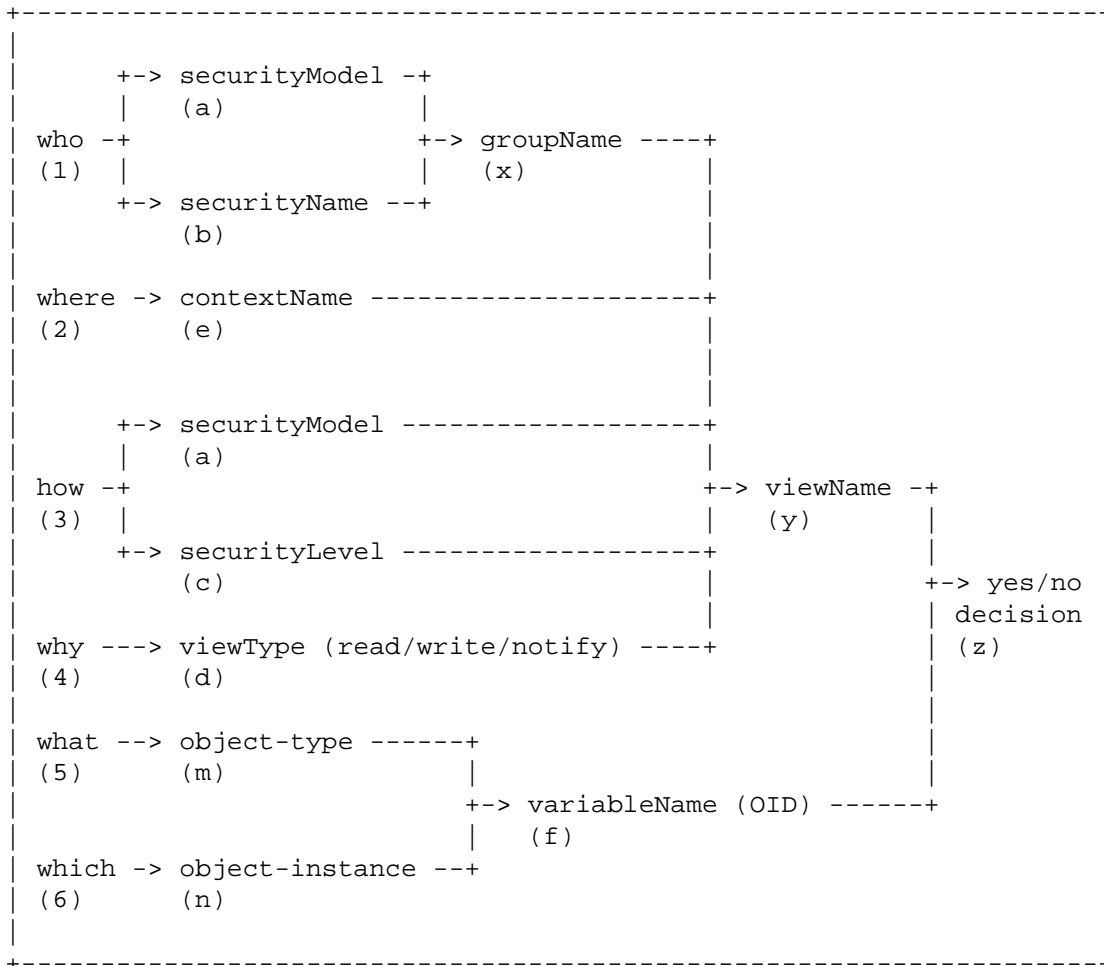 +--------------------------------------------------------------------
|
|      +-> securityModel -+
|      |   (a)            |
| who -+                  +-> groupName ----+
| (1)  |                  |   (x)           |
|      +-> securityName --+                 |
|          (b)                              |
|                                           |
| where -> contextName ---------------------+
| (2)      (e)                              |
|                                           |
|                                           |
|      +-> securityModel -------------------+
|      |   (a)                              |
| how -+                                    +-> viewName -+
| (3)  |                                    |   (y)       |
|      +-> securityLevel -------------------+             |
|          (c)                              |             +-> yes/no
|                                           |             | decision
| why ---> viewType (read/write/notify) ----+             | (z)
| (4)      (d)                                            |
|                                                         |
| what --> object-type ------+                            |
| (5)      (m)               |                            |
|                            +-> variableName (OID) ------+
|                            |   (f)
| which -> object-instance --+
| (6)      (n)
|
+--------------------------------------------------------------------